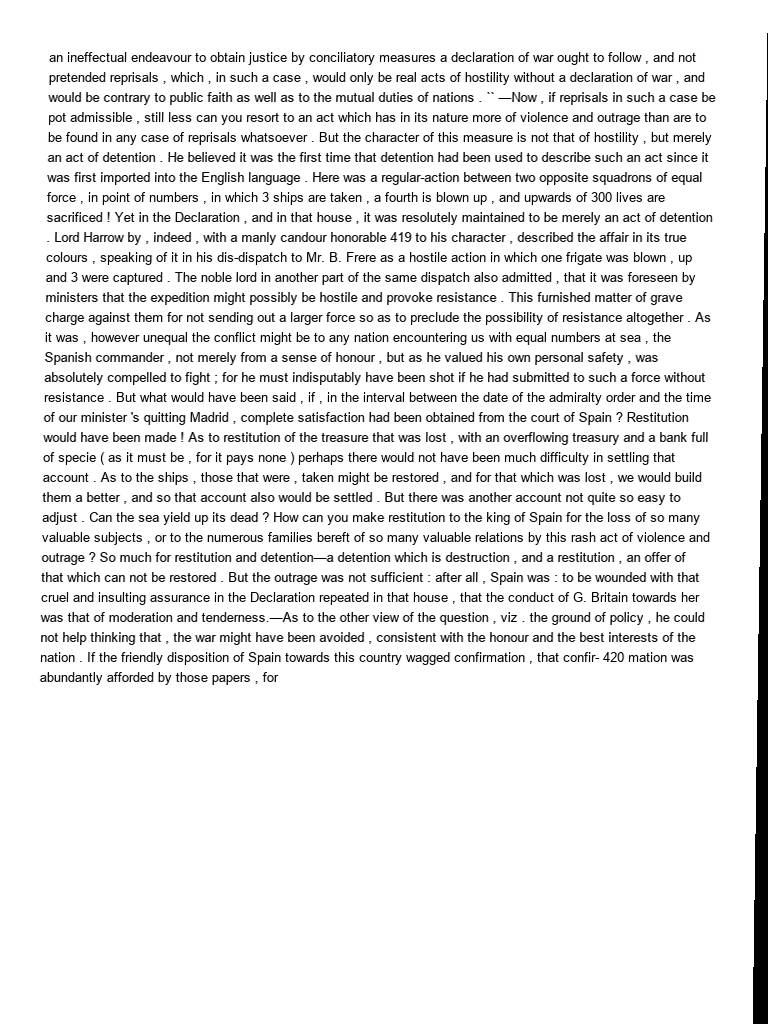 an ineffectual endeavour to obtain justice by conciliatory measures a declaration of war ought to follow , and not
pretended reprisals , which , in such a case , would only be real acts of hostility without a declaration of war , and
would be contrary to public faith as well as to the mutual duties of nations . `` —Now , if reprisals in such a case be
pot admissible , still less can you resort to an act which has in its nature more of violence and outrage than are to
be found in any case of reprisals whatsoever . But the character of this measure is not that of hostility , but merely
an act of detention . He believed it was the first time that detention had been used to describe such an act since it
was first imported into the English language . Here was a regular-action between two opposite squadrons of equal
force , in point of numbers , in which 3 ships are taken , a fourth is blown up , and upwards of 300 lives are
sacrificed ! Yet in the Declaration , and in that house , it was resolutely maintained to be merely an act of detention
. Lord Harrow by , indeed , with a manly candour honorable 419 to his character , described the affair in its true
colours , speaking of it in his dis-dispatch to Mr. B. Frere as a hostile action in which one frigate was blown , up
and 3 were captured . The noble lord in another part of the same dispatch also admitted , that it was foreseen by
ministers that the expedition might possibly be hostile and provoke resistance . This furnished matter of grave
charge against them for not sending out a larger force so as to preclude the possibility of resistance altogether . As
it was , however unequal the conflict might be to any nation encountering us with equal numbers at sea , the
Spanish commander , not merely from a sense of honour , but as he valued his own personal safety , was
absolutely compelled to fight ; for he must indisputably have been shot if he had submitted to such a force without
resistance . But what would have been said , if , in the interval between the date of the admiralty order and the time
of our minister 's quitting Madrid , complete satisfaction had been obtained from the court of Spain ? Restitution
would have been made ! As to restitution of the treasure that was lost , with an overflowing treasury and a bank full
of specie ( as it must be , for it pays none ) perhaps there would not have been much difficulty in settling that
account . As to the ships , those that were , taken might be restored , and for that which was lost , we would build
them a better , and so that account also would be settled . But there was another account not quite so easy to
adjust . Can the sea yield up its dead ? How can you make restitution to the king of Spain for the loss of so many
valuable subjects , or to the numerous families bereft of so many valuable relations by this rash act of violence and
outrage ? So much for restitution and detention—a detention which is destruction , and a restitution , an offer of
that which can not be restored . But the outrage was not sufficient : after all , Spain was : to be wounded with that
cruel and insulting assurance in the Declaration repeated in that house , that the conduct of G. Britain towards her
was that of moderation and tenderness.—As to the other view of the question , viz . the ground of policy , he could
not help thinking that , the war might have been avoided , consistent with the honour and the best interests of the
nation . If the friendly disposition of Spain towards this country wagged confirmation , that confir- 420 mation was
abundantly afforded by those papers , for